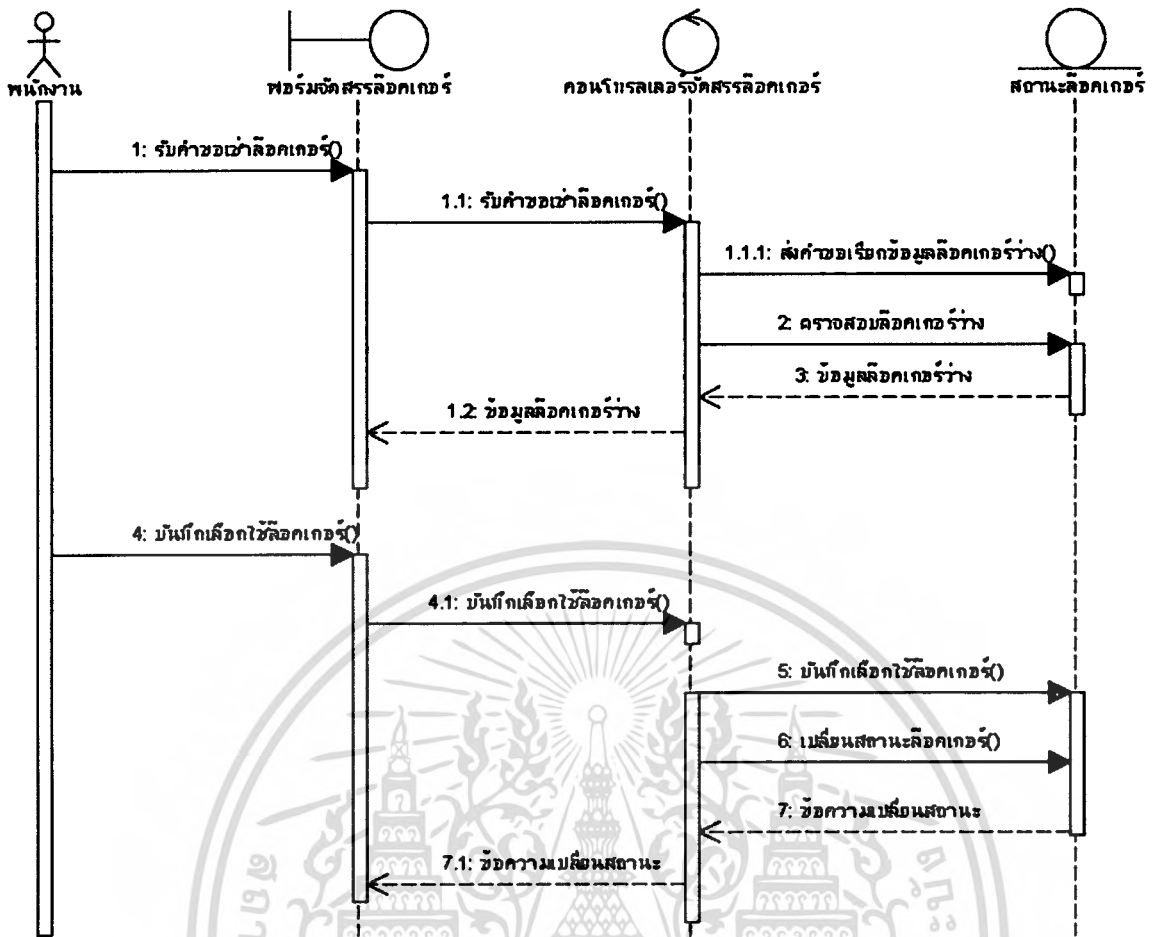 พนักงาน
ฟอร์มจัดสรรล๊อคเกอร์
คอนโทรลเลอร์จัดสรรล๊อคเกอร์
สถานะล๊อคเกอร์
1: รับคำขอเช่าล๊อคเกอร์()
1.1: รับคำขอเช่าล๊อคเกอร์()
1.1.1: ส่งคำขอเรียกข้อมูลล๊อคเกอร์ว่าง()
2: ตรวจสอบล๊อคเกอร์ว่าง
3: ข้อมูลล๊อคเกอร์ว่าง
1.2: ข้อมูลล๊อคเกอร์ว่าง
4: บันทึกเลือกใช้ล๊อคเกอร์()
4.1: บันทึกเลือกใช้ล๊อคเกอร์()
5: บันทึกเลือกใช้ล๊อคเกอร์()
6: เปลี่ยนสถานะล๊อคเกอร์()
7: ข้อความเปลี่ยนสถานะ
7.1: ข้อความเปลี่ยนสถานะ